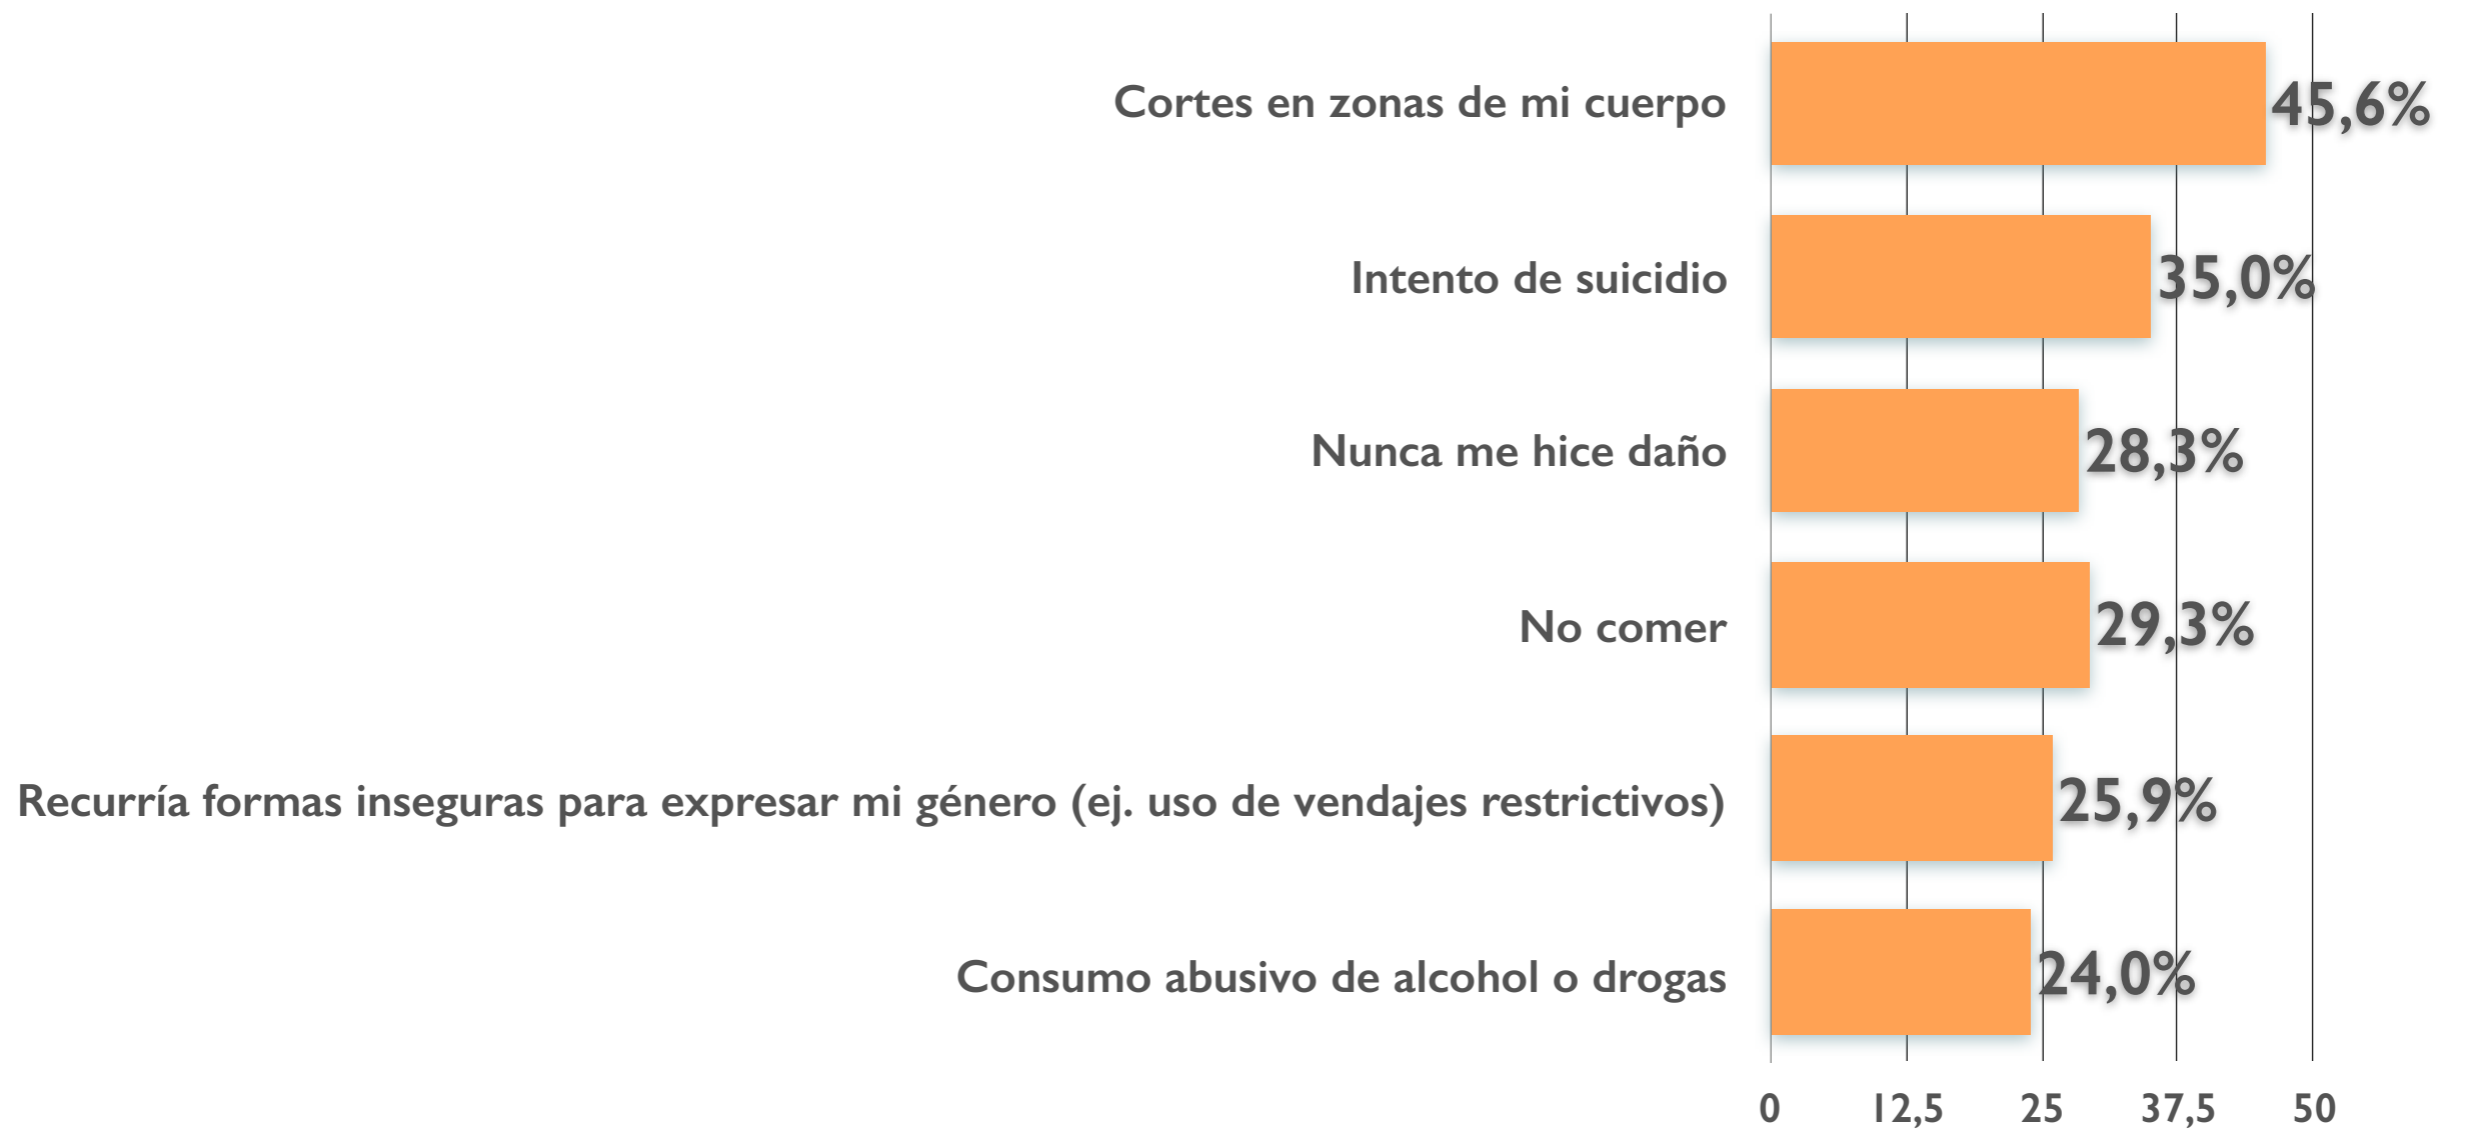 Cortes en zonas de mi cuerpo 45,6%
Intento de suicidio 35,0%
Nunca me hice daño 28,3%
No comer 29,3%
Recurría formas inseguras para expresar mi género (ej. uso de vendajes restrictivos) 25,9%
Consumo abusivo de alcohol o drogas 24,0%
0 12,5 25 37,5 50